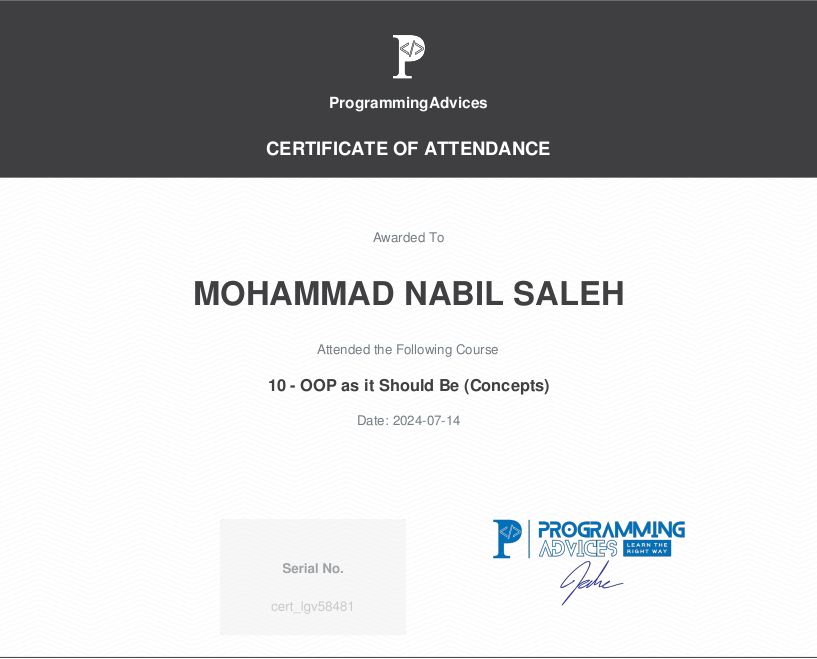 ProgrammingAdvices
CERTIFICATE OF ATTENDANCE
Awarded To
MOHAMMAD NABIL SALEH
Attended the Following Course
10 - OOP as it Should Be (Concepts)
Date: 2024-07-14
Serial No.
cert_lgv58481
PROGRAMMING
ADVICES LEARN THE
RIGHT WAY